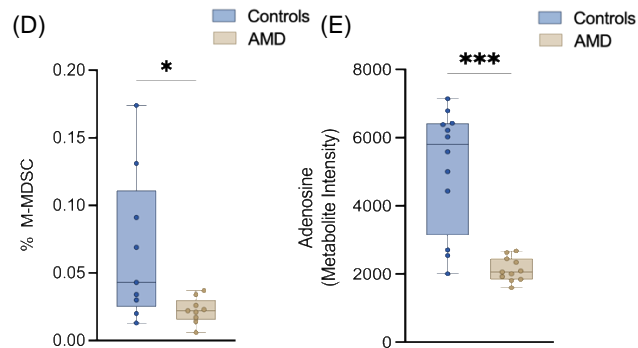 (D)
Controls
AMD
*
0.20
0.15
0.10
0.05
0.00
% M-MDSC
(E)
Controls
AMD
***
8000
6000
4000
2000
0
Adenosine
(Metabolite Intensity)